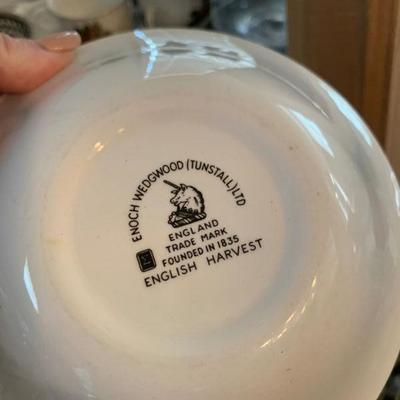 ENOCH WEDGWOOD (TUNSTALL) LTD
ENGLAND
TRADE MARK
FOUNDED IN 1835
ENGLISH HARVEST